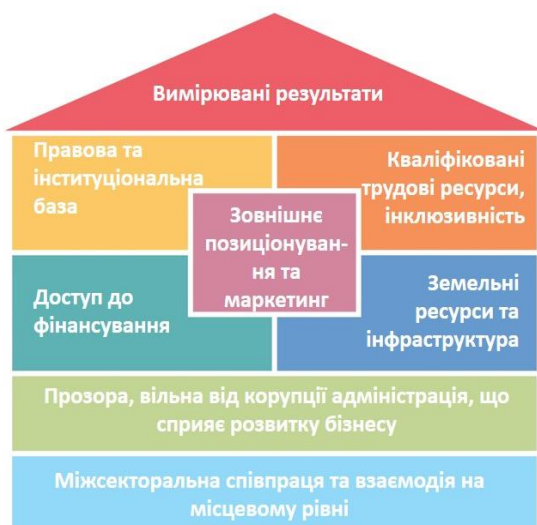 Вимірювані результати
Правова та
інституціональна
база
Кваліфіковані
трудові ресурси,
інклюзивність
Зовнішнє
позиціонуван-
ня та
маркетинг
Доступ до
фінансування
Земельні
ресурси та
інфраструктура
Прозора, вільна від корупції адміністрація, що
сприяє розвитку бізнесу
Міжсекторальна співпраця та взаємодія на
місцевому рівні